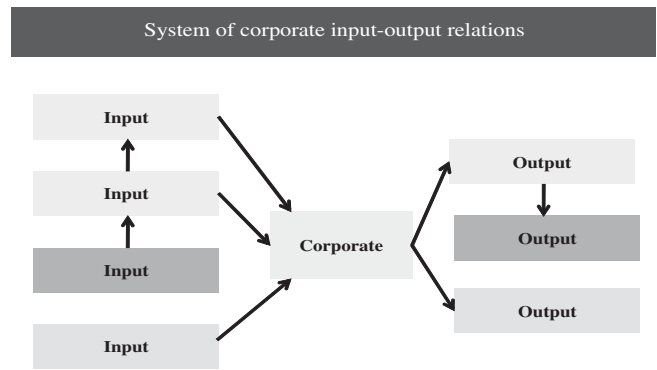 System of corporate input-output relations
Input
Input
Input
Input
Corporate
Output
Output
Output